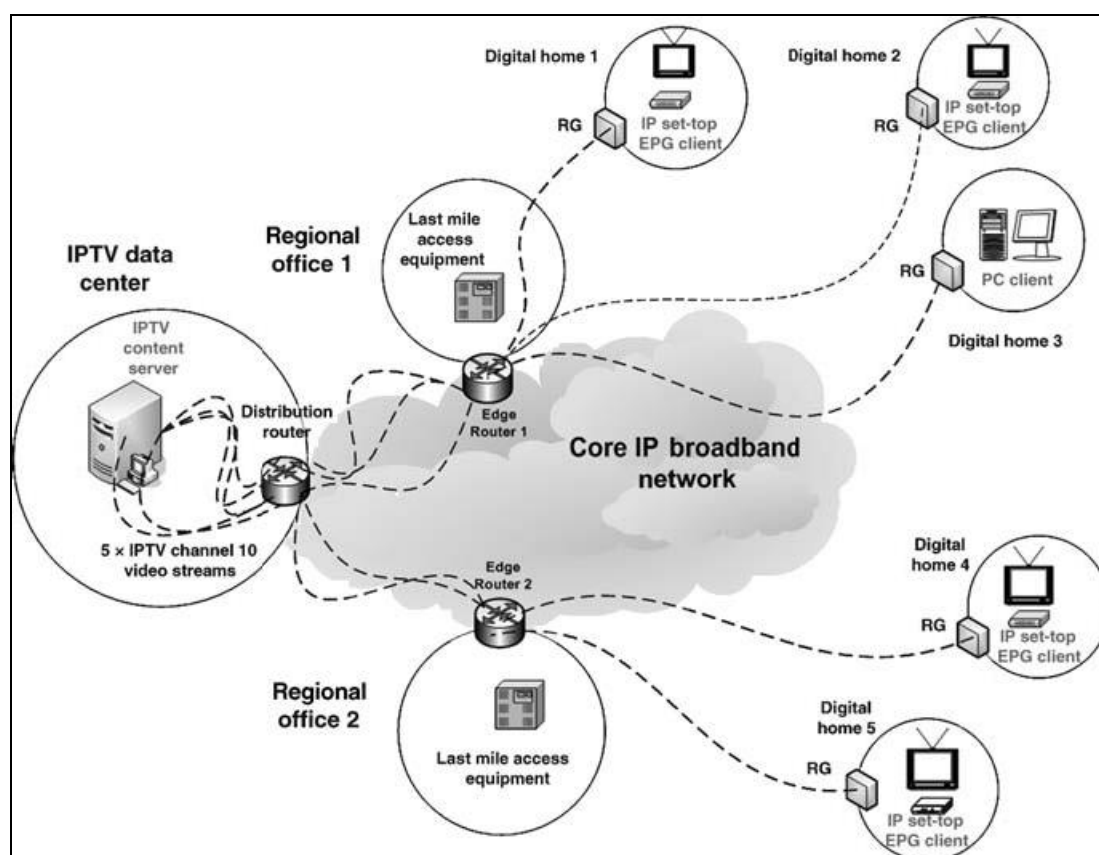 Digital home 1
RG
IP set-top
EPG client
Digital home 2
RG
IP set-top
EPG client
Regional
office 1
Last mile
access
equipment
RG
PC client
Digital home 3
IPTV data
center
IPTV
content
server
Distribution
router
5 × IPTV channel 10
video streams
Edge
Router 1
Core IP broadband
network
Edge
Router 2
Digital
home 4
RG
IP set-top
EPG client
Regional
office 2
Last mile access
equipment
Digital
home 5
RG
IP set-top
EPG client